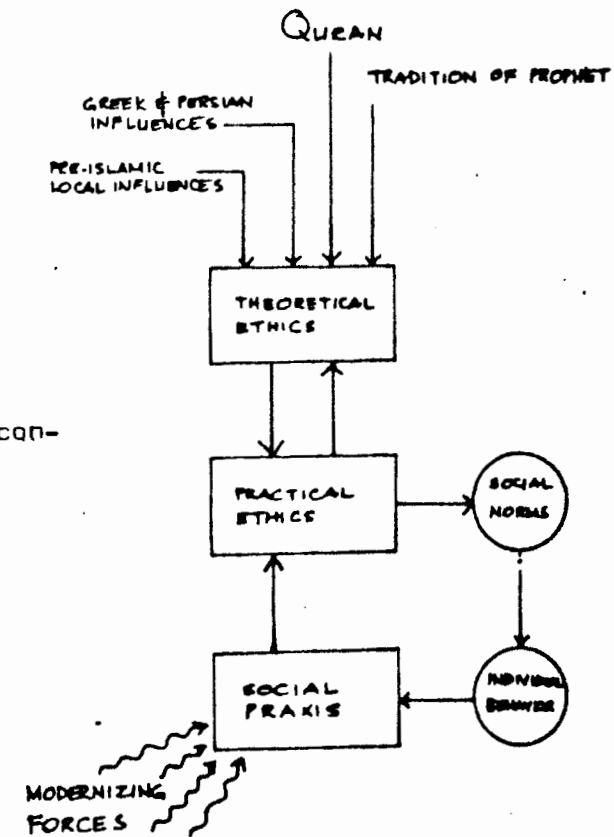 QURAN
TRADITION OF PROPHET
GREEK & PERSIAN
INFLUENCES
PRE-ISLAMIC
LOCAL INFLUENCES
THEORETICAL
ETHICS
con-
PRACTICAL
ETHICS
SOCIAL
NORMS
SOCIAL
PRAXIS
INDIVIDUAL
BEHAVIOR
MODERNIZING
FORCES